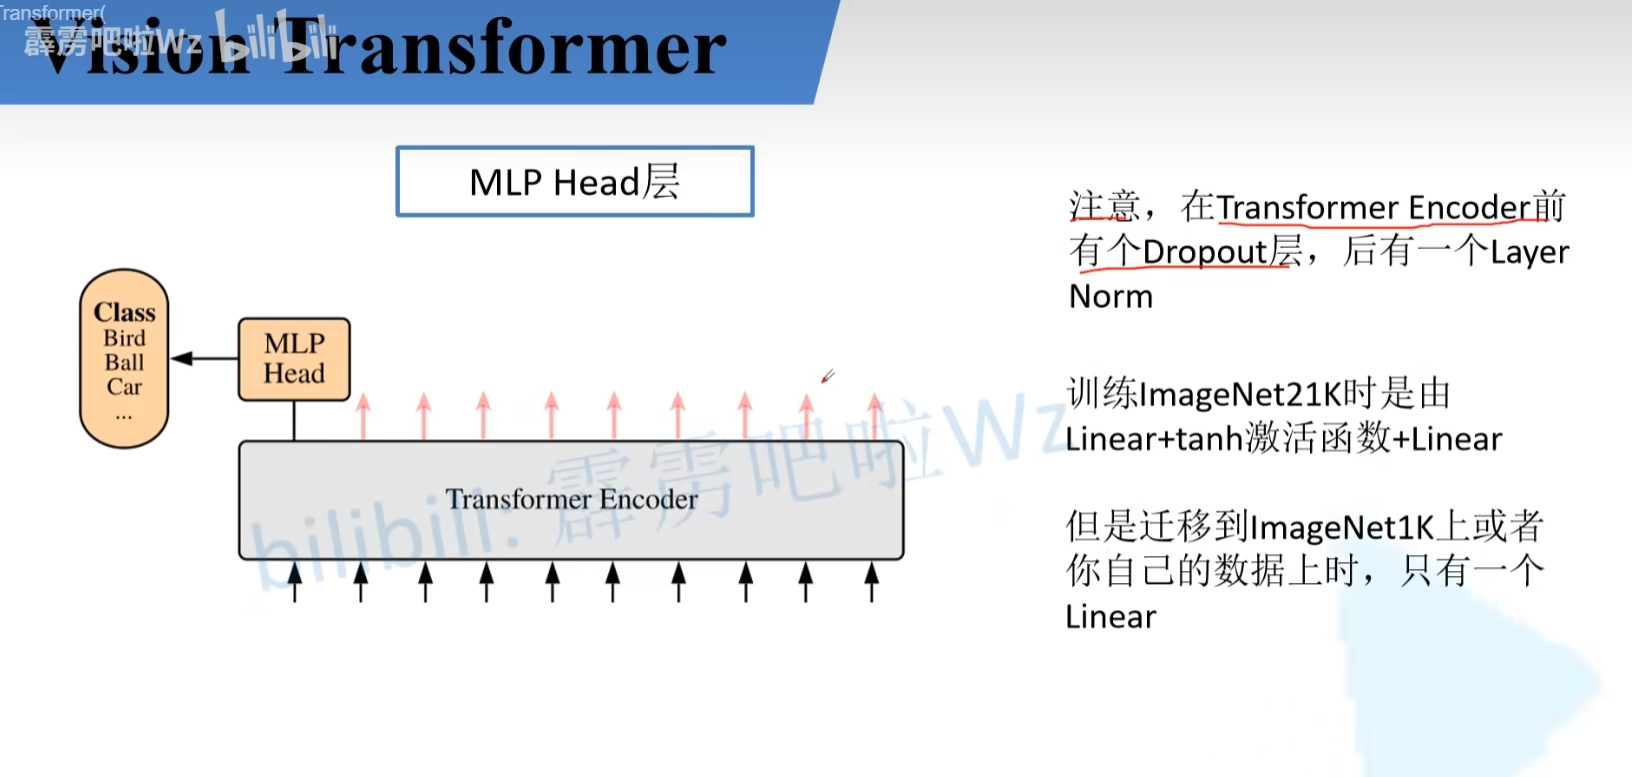 Transformer(
霹雳吧啦Wz bilibili
Vision Transformer
MLP Head层
注意，在Transformer Encoder前
有个Dropout层，后有一个Layer
Norm
Class
Bird
Ball
Car
...
MLP
Head
训练ImageNet21K时是由
Linear+tanh激活函数+Linear
Transformer Encoder
bilibili: 霹雳吧啦Wz
但是迁移到ImageNet1K上或者
你自己的数据上时，只有一个
Linear